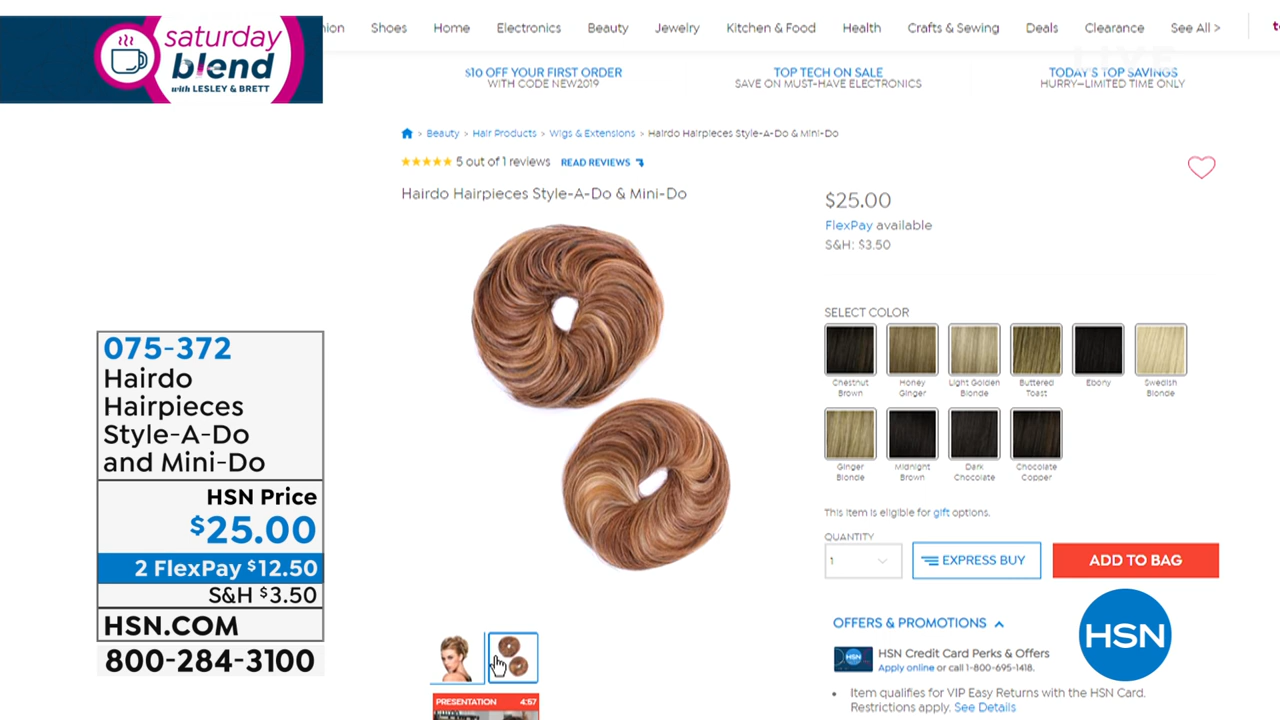 saturday
blend
with LESLEY & BRETT
Shoes
Home
Electronics
Beauty
Jewelry
Kitchen & Food
Health
Crafts & Sewing
Deals
Clearance
See All >
LIVE
$10 OFF YOUR FIRST ORDER
WITH CODE NEW2019
TOP TECH ON SALE
SAVE ON MUST-HAVE ELECTRONICS
TODAY'S TOP SAVINGS
HURRY—LIMITED TIME ONLY
> Beauty > Hair Products > Wigs & Extensions > Hairdo Hairpieces Style-A-Do & Mini-Do
5 out of 1 reviews READ REVIEWS
Hairdo Hairpieces Style-A-Do & Mini-Do
$25.00
FlexPay available
S&H: $3.50
SELECT COLOR
Chestnut
Brown
Honey
Ginger
Light Golden
Blonde
Buttered
Toast
Ebony
Swedish
Blonde
Ginger
Blonde
Midnight
Brown
Dark
Chocolate
Chocolate
Copper
This item is eligible for gift options.
QUANTITY
1
EXPRESS BUY
ADD TO BAG
OFFERS & PROMOTIONS
HSN
HSN Credit Card Perks & Offers
Apply online or call 1-800-695-1418.
• Item qualifies for VIP Easy Returns with the HSN Card.
Restrictions apply. See Details
HSN
075-372
Hairdo
Hairpieces
Style-A-Do
and Mini-Do
HSN Price
$25.00
2 FlexPay $12.50
S&H $3.50
HSN.COM
800-284-3100
PRESENTATION 4:57